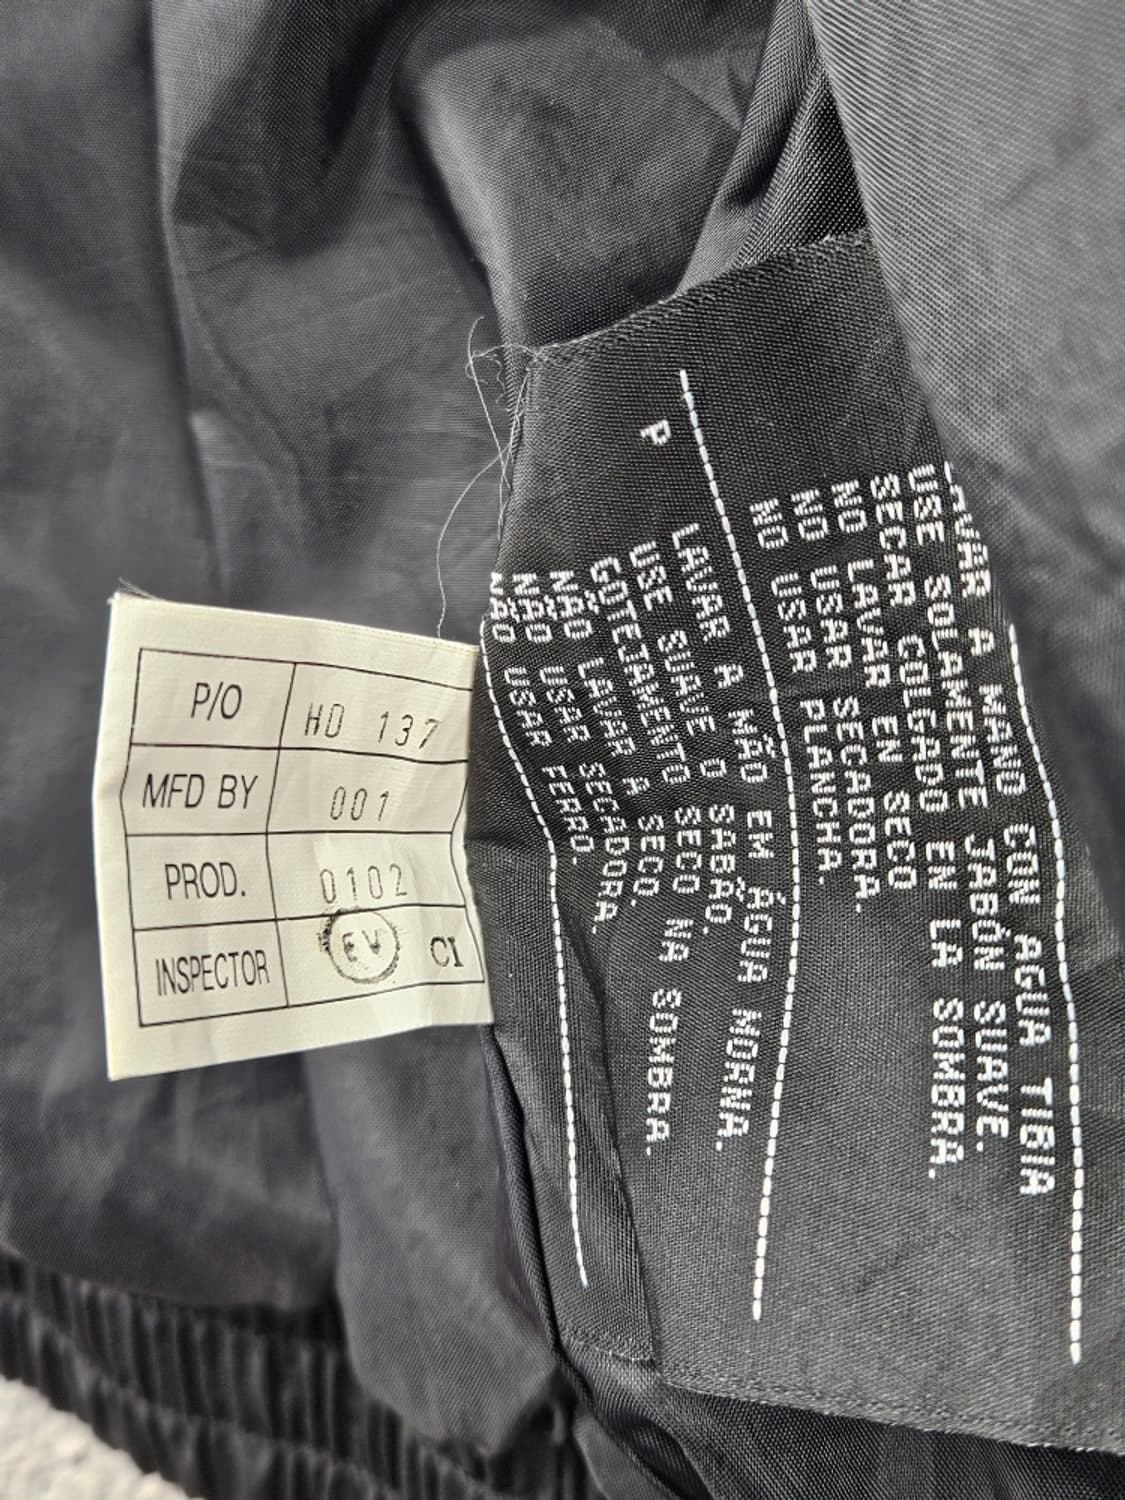 P/O HD 137
MFD BY 001
PROD. 0102
INSPECTOR EV CI
LAVAR A MANO CON AGUA TIBIA
USE SOLAMENTE JABÓN SUAVE.
SECAR COLGADO EN LA SOMBRA.
NO LAVAR EN SECO
NO USAR SECADORA.
NO USAR PLANCHA.
P
LAVAR A MÃO EM ÁGUA MORNA.
USE SUAVE O SABÃO.
GOTEJAMENTO SECO NA SOMBRA.
NÃO LAVAR A SECO.
NÃO USAR SECADORA.
NÃO USAR FERRO.